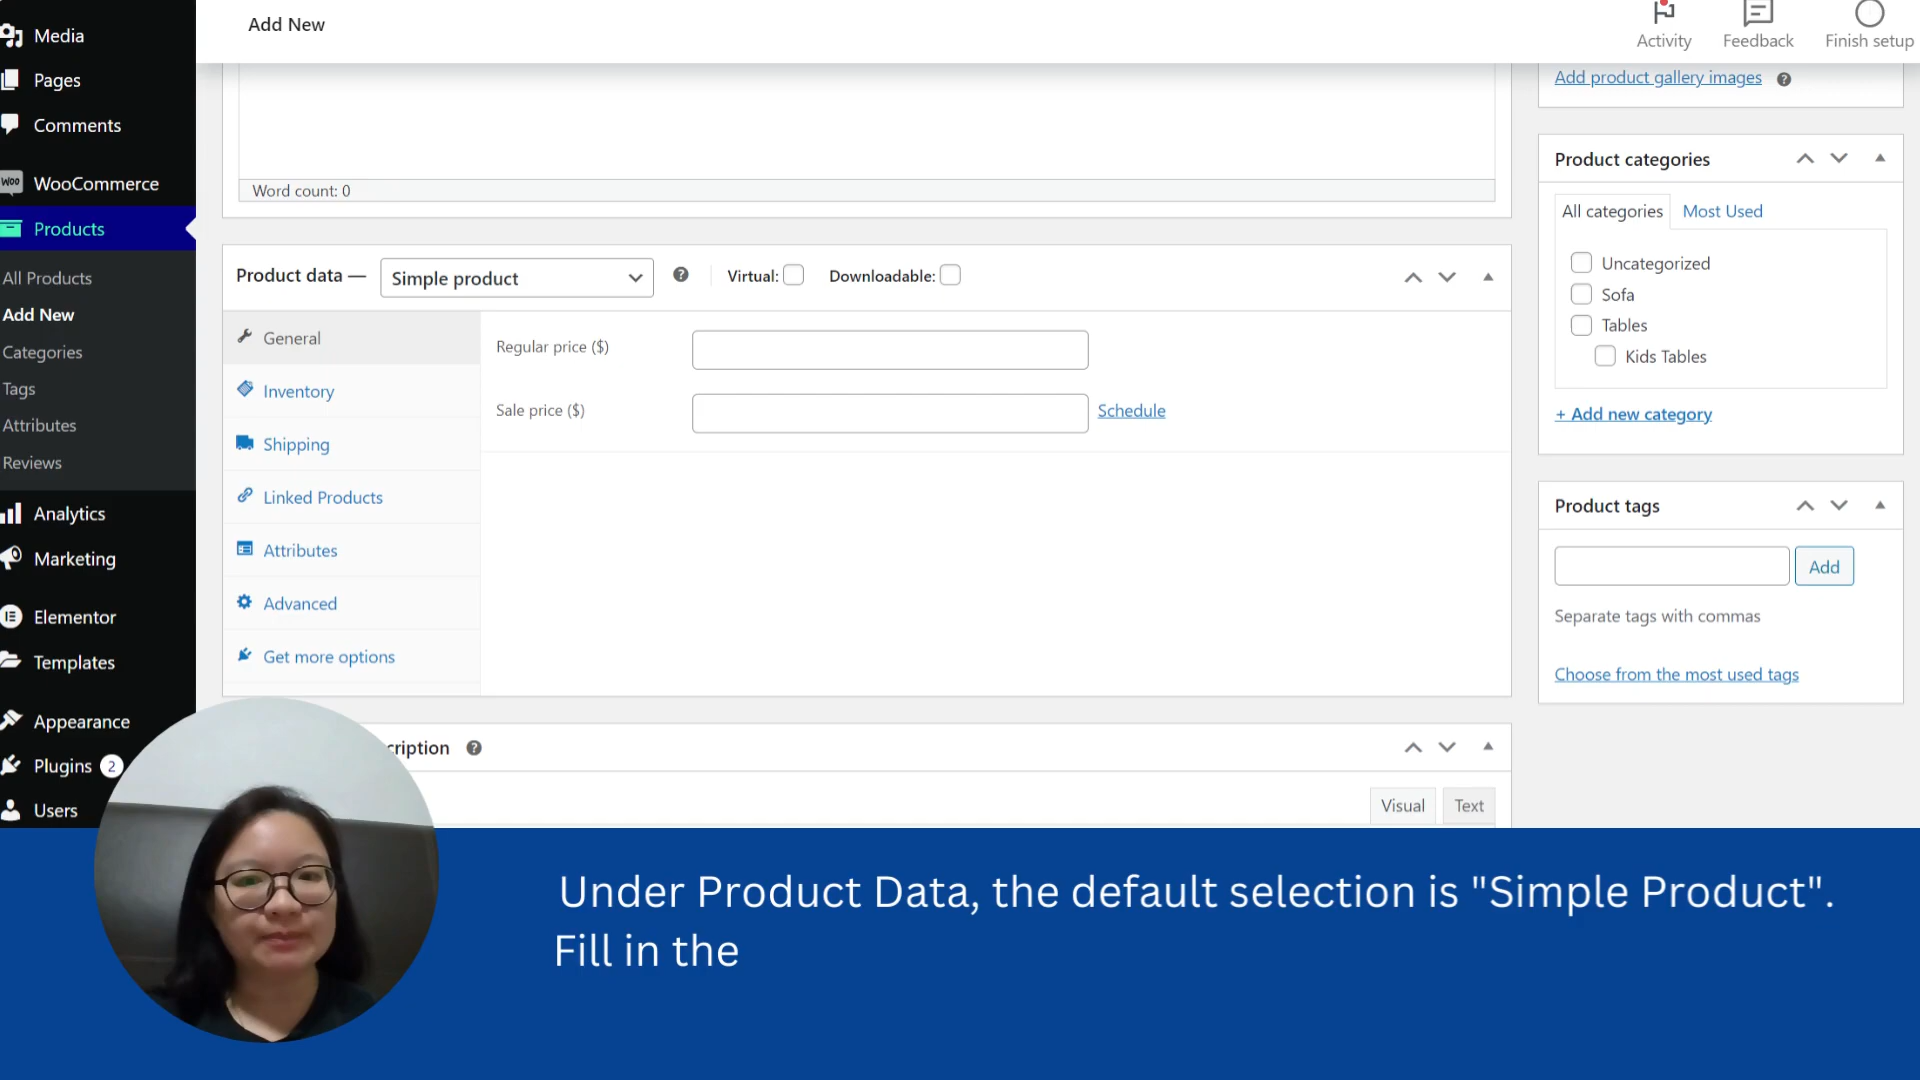 Media
Pages
Comments
WooCommerce
Products
All Products
Add New
Categories
Tags
Attributes
Reviews
Analytics
Marketing
Elementor
Templates
Appearance
Plugins 2
Users
Add New
Activity
Feedback
Finish setup
Word count: 0
Product data —
Simple product
Virtual:
Downloadable:
General
Inventory
Shipping
Linked Products
Attributes
Advanced
Get more options
Regular price ($)
Sale price ($)
Schedule
cription
Visual
Text
Add product gallery images
Product categories
All categories
Most Used
Uncategorized
Sofa
Tables
Kids Tables
+ Add new category
Product tags
Add
Separate tags with commas
Choose from the most used tags
Under Product Data, the default selection is "Simple Product".
Fill in the